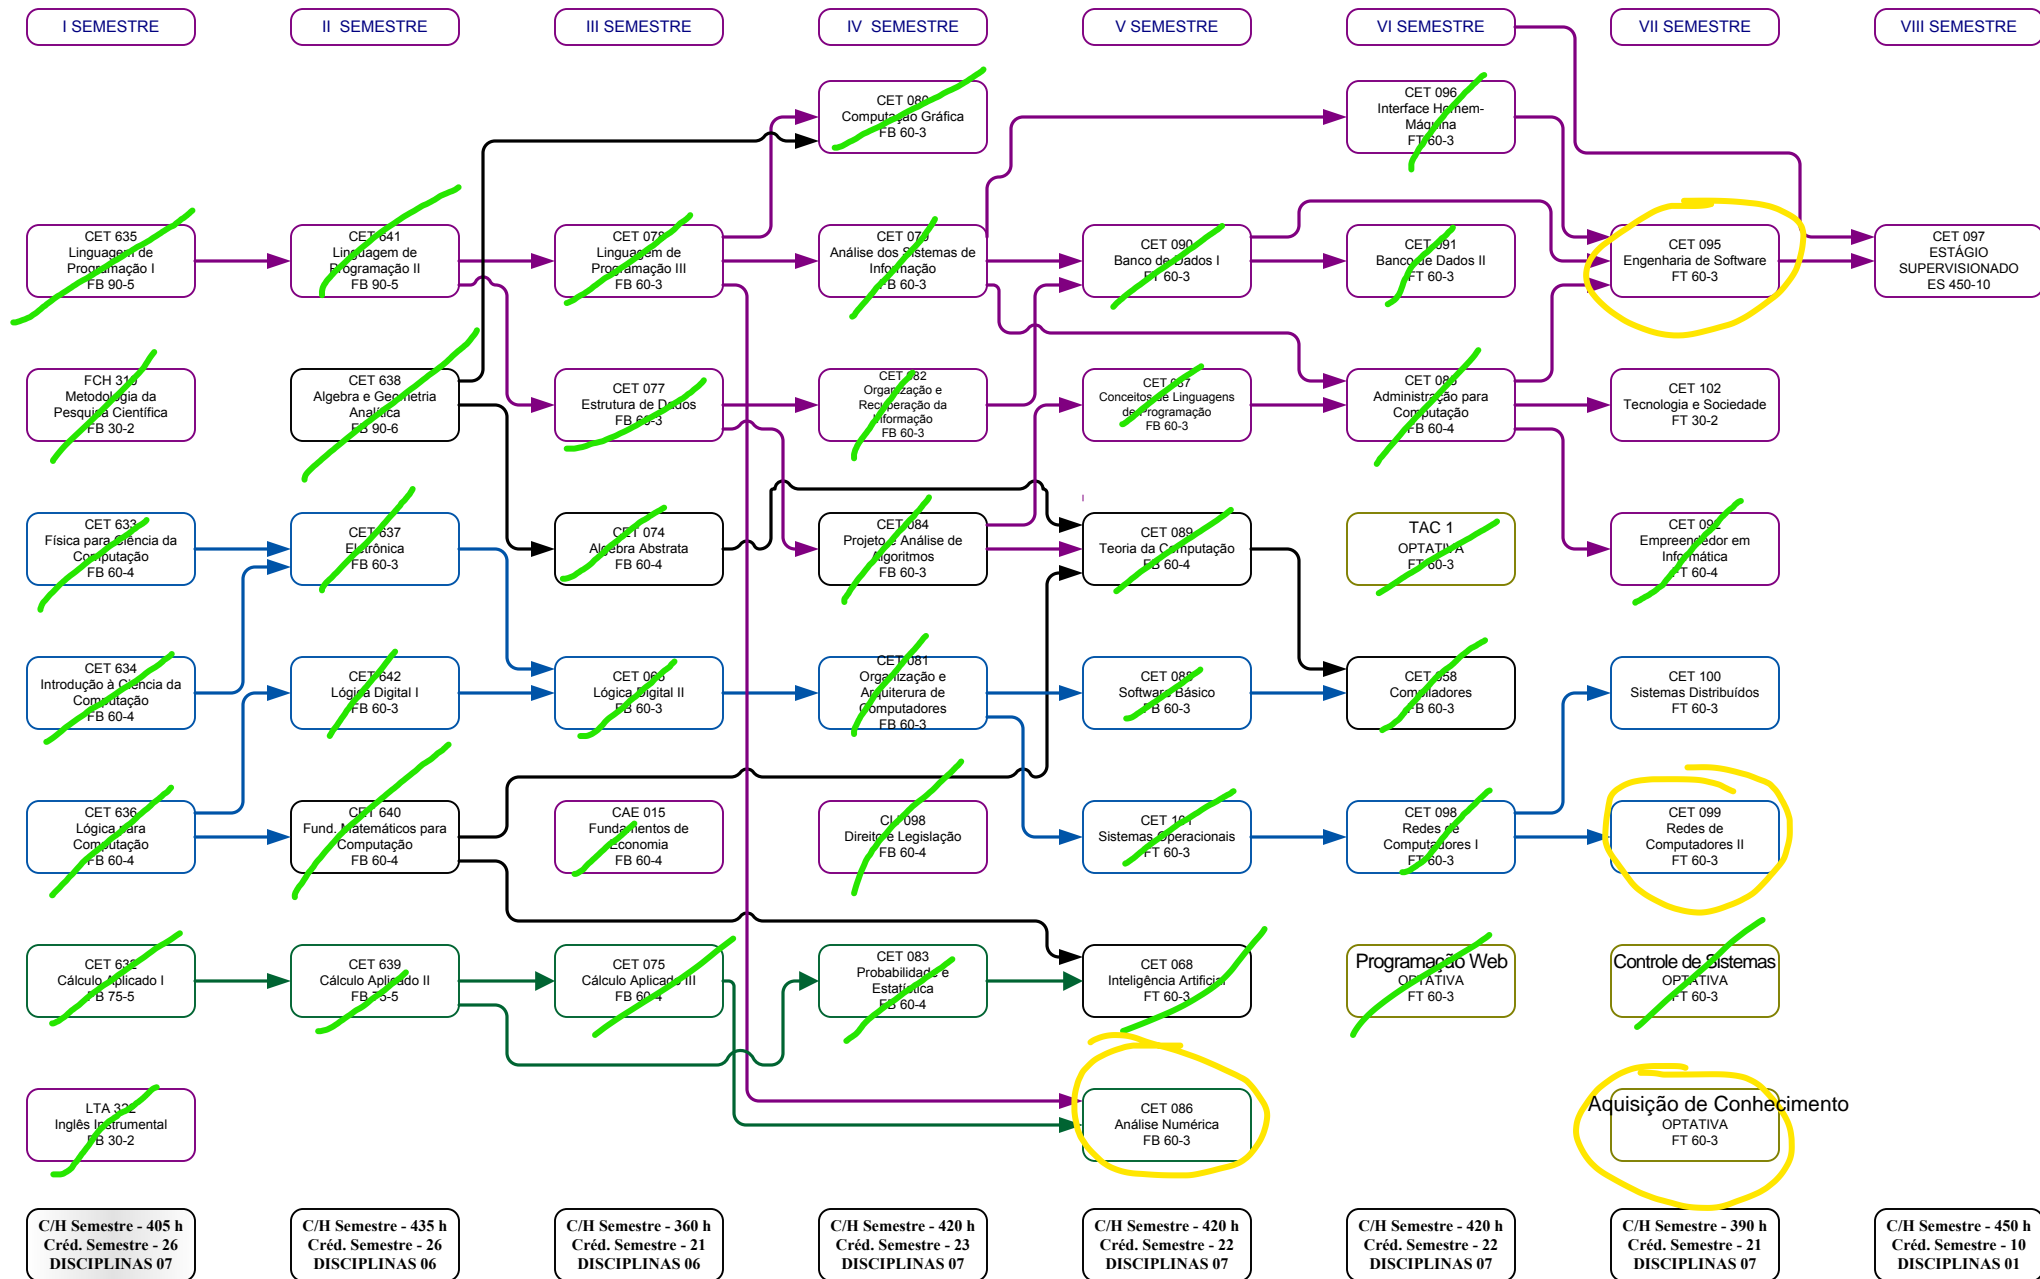 I SEMESTRE
II SEMESTRE
III SEMESTRE
IV SEMESTRE
V SEMESTRE
VI SEMESTRE
VII SEMESTRE
VIII SEMESTRE
CET 635
Linguagem de
Programação I
FB 90-5
FCH 310
Metodologia da
Pesquisa Científica
FB 30-2
CET 633
Física para Ciência da
Computação
FB 60-4
CET 634
Introdução à Ciência da
Computação
FB 60-4
CET 636
Lógica para
Computação
FB 60-4
CET 632
Cálculo Aplicado I
FB 75-5
LTA 322
Inglês Instrumental
FB 30-2
C/H Semestre - 405 h
Créd. Semestre - 26
DISCIPLINAS 07
CET 641
Linguagem de
Programação II
FB 90-5
CET 638
Algebra e Geometria
Analítica
FB 90-6
CET 637
Eletrônica
FB 60-3
CET 642
Lógica Digital I
FB 60-3
CET 640
Fund. Matemáticos para
Computação
FB 60-4
CET 639
Cálculo Aplicado II
FB 75-5
C/H Semestre - 435 h
Créd. Semestre - 26
DISCIPLINAS 06
CET 078
Linguagem de
Programação III
FB 60-3
CET 077
Estrutura de Dados
FB 60-3
CET 074
Algebra Abstrata
FB 60-4
CET
Lógica Digital II
FB 60-3
CAE 015
Fundamentos de
Economia
FB 60-4
CET 075
Cálculo Aplicado III
FB 60-4
C/H Semestre - 360 h
Créd. Semestre - 21
DISCIPLINAS 06
CET 080
Computação Gráfica
FB 60-3
CET 079
Análise dos Sistemas de
Informação
FB 60-3
CET 082
Organização e
Recuperação da
Informação
FB 60-3
CET 084
Projeto e Análise de
Algoritmos
FB 60-3
CET 081
Organização e
Arquiterura de
Computadores
FB 60-3
098
Direito e Legislação
FB 60-4
CET 083
Probabilidade e
Estatística
FB 60-4
C/H Semestre - 420 h
Créd. Semestre - 23
DISCIPLINAS 07
CET 090
Banco de Dados I
FT 60-3
CET 087
Conceitos de Linguagens
de Programação
FB 60-3
CET 089
Teoria da Computação
FB 60-4
CET 088
Software Básico
FB 60-3
CET 101
Sistemas Operacionais
FT 60-3
CET 068
Inteligência Artificial
FT 60-3
CET 086
Análise Numérica
FB 60-3
C/H Semestre - 420 h
Créd. Semestre - 22
DISCIPLINAS 07
CET 096
Interface Homem-
Máquina
FT 60-3
CET 091
Banco de Dados II
FT 60-3
CET 085
Administração para
Computação
FB 60-4
TAC 1
OPTATIVA
FT 60-3
CET 058
Compiladores
FB 60-3
CET 098
Redes de
Computadores I
FT 60-3
Programação Web
OPTATIVA
FT 60-3
C/H Semestre - 420 h
Créd. Semestre - 22
DISCIPLINAS 07
CET 095
Engenharia de Software
FT 60-3
CET 102
Tecnologia e Sociedade
FT 30-2
CET 092
Empreendedor em
Informática
FT 60-4
CET 100
Sistemas Distribuídos
FT 60-3
CET 099
Redes de
Computadores II
FT 60-3
Controle de Sistemas
OPTATIVA
FT 60-3
Aquisição de Conhecimento
OPTATIVA
FT 60-3
C/H Semestre - 390 h
Créd. Semestre - 21
DISCIPLINAS 07
CET 097
ESTÁGIO
SUPERVISIONADO
ES 450-10
C/H Semestre - 450 h
Créd. Semestre - 10
DISCIPLINAS 01